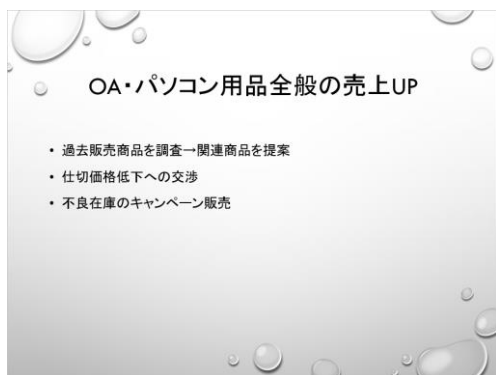 OA・パソコン用品全般の売上UP
• 過去販売商品を調査→関連商品を提案
• 仕切価格低下への交渉
• 不良在庫のキャンペーン販売